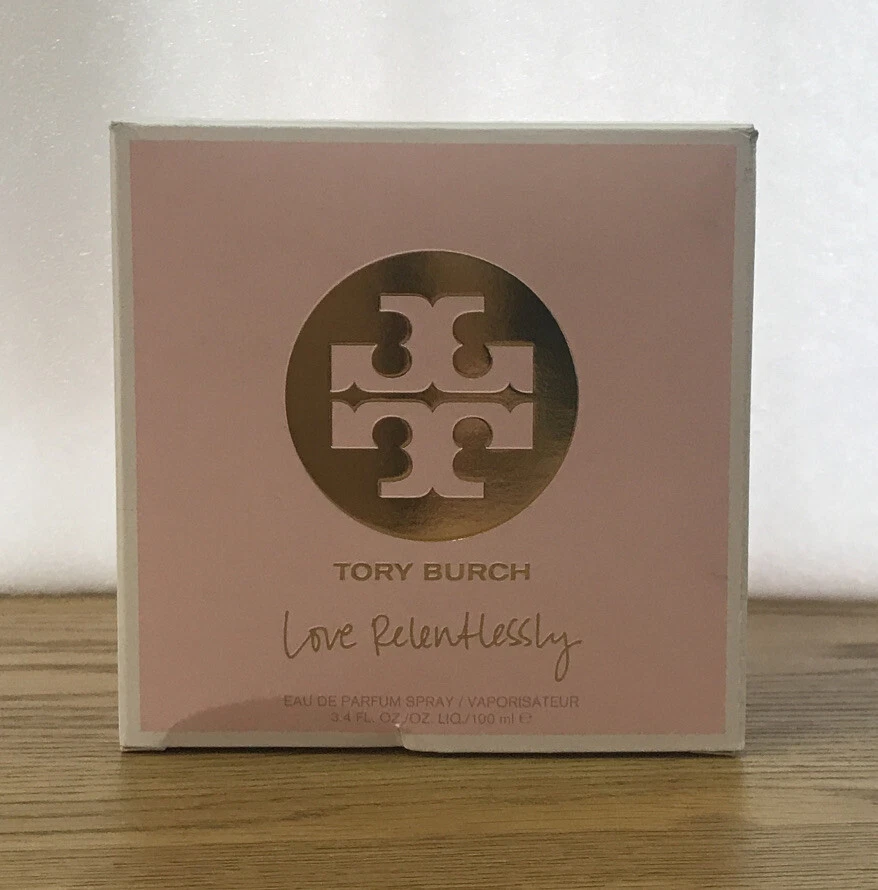 TORY BURCH
Love Relentlessly
EAU DE PARFUM SPRAY / VAPORISATEUR
3.4 FL. OZ./OZ. LIQ./100 ml ℮